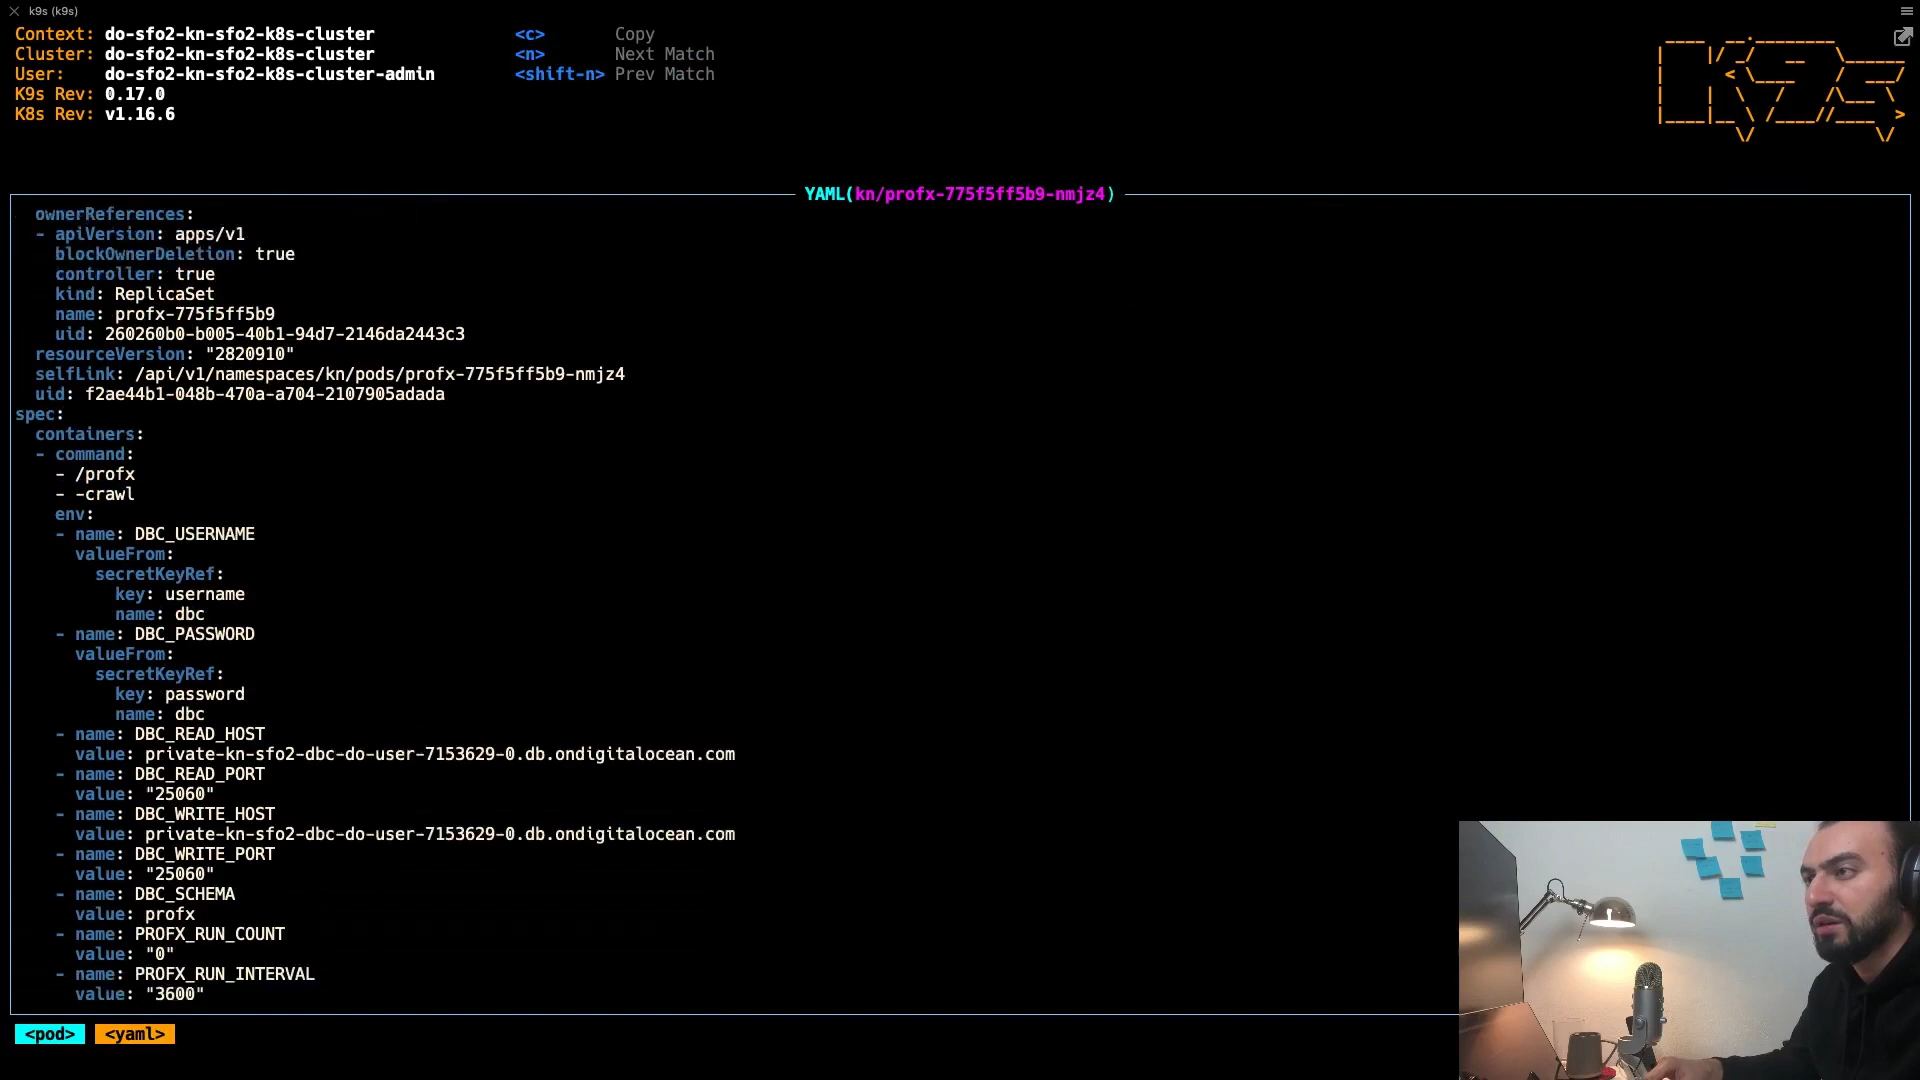 k9s (k9s)
Context: do-sfo2-kn-sfo2-k8s-cluster <c> Copy
Cluster: do-sfo2-kn-sfo2-k8s-cluster <n> Next Match
User: do-sfo2-kn-sfo2-k8s-cluster-admin <shift-n> Prev Match
K9s Rev: 0.17.0
K8s Rev: v1.16.6
YAML(kn/profx-775f5ff5b9-nmjz4)
ownerReferences:
- apiVersion: apps/v1
blockOwnerDeletion: true
controller: true
kind: ReplicaSet
name: profx-775f5ff5b9
uid: 260260b0-b005-40b1-94d7-2146da2443c3
resourceVersion: "2820910"
selfLink: /api/v1/namespaces/kn/pods/profx-775f5ff5b9-nmjz4
uid: f2ae44b1-048b-470a-a704-2107905adada
spec:
containers:
- command:
- /profx
- -crawl
env:
- name: DBC_USERNAME
valueFrom:
secretKeyRef:
key: username
name: dbc
- name: DBC_PASSWORD
valueFrom:
secretKeyRef:
key: password
name: dbc
- name: DBC_READ_HOST
value: private-kn-sfo2-dbc-do-user-7153629-0.db.ondigitalocean.com
- name: DBC_READ_PORT
value: "25060"
- name: DBC_WRITE_HOST
value: private-kn-sfo2-dbc-do-user-7153629-0.db.ondigitalocean.com
- name: DBC_WRITE_PORT
value: "25060"
- name: DBC_SCHEMA
value: profx
- name: PROFX_RUN_COUNT
value: "0"
- name: PROFX_RUN_INTERVAL
value: "3600"
<pod> <yaml>